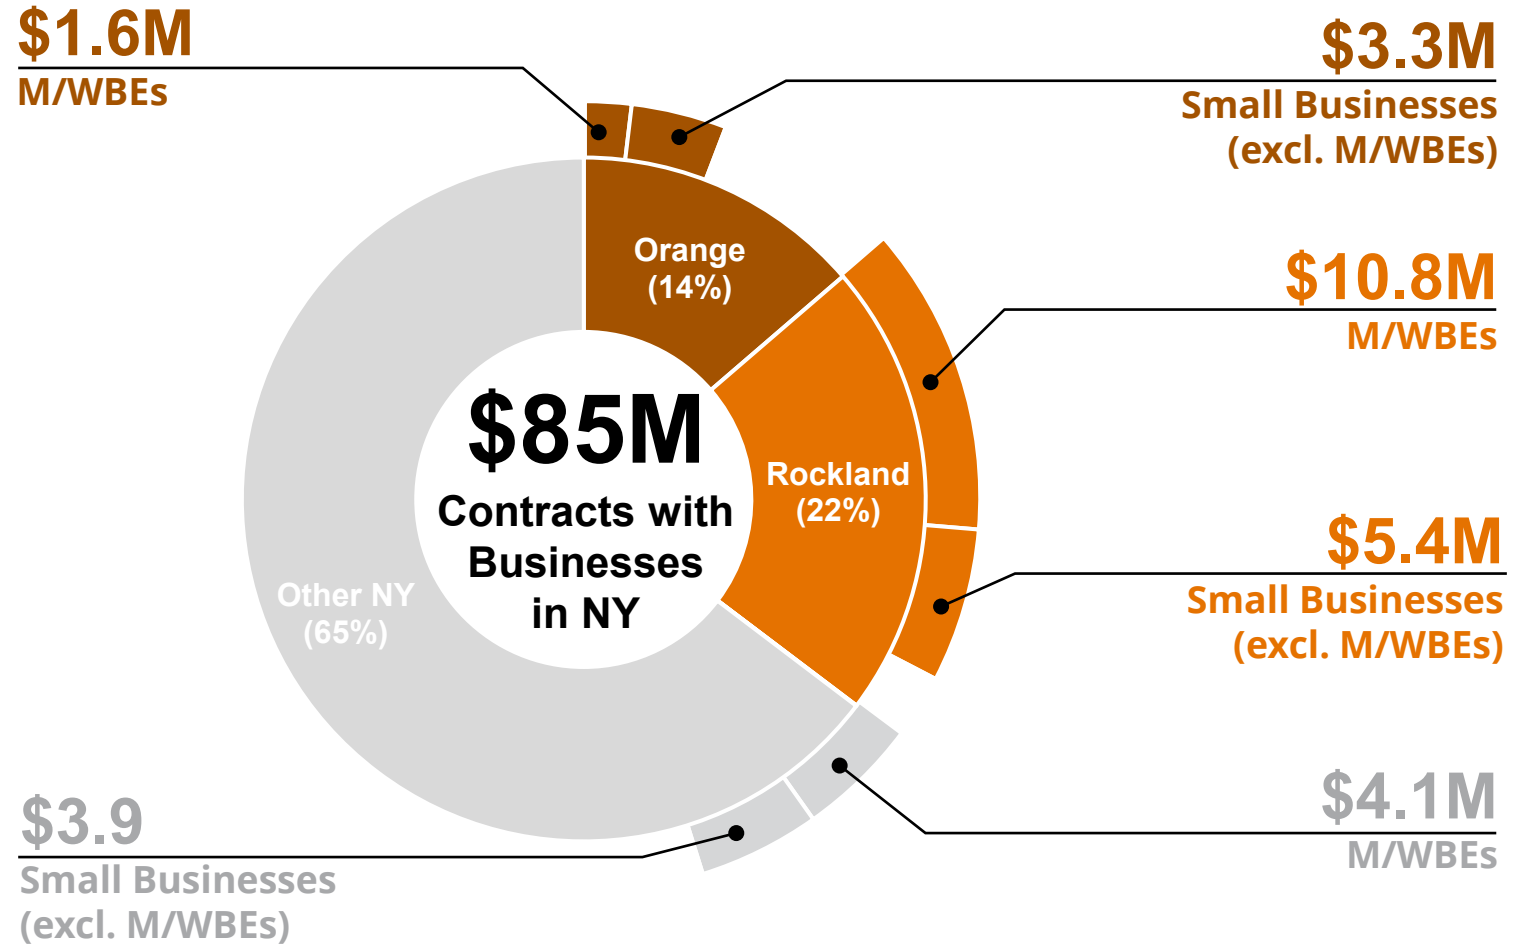 $1.6M
M/WBEs
$3.3M
Small Businesses
(excl. M/WBEs)
Orange
(14%)
$10.8M
M/WBEs
$85M
Contracts with
Businesses
in NY
Rockland
(22%)
$5.4M
Small Businesses
(excl. M/WBEs)
Other NY
(65%)
$4.1M
M/WBEs
$3.9
Small Businesses
(excl. M/WBEs)